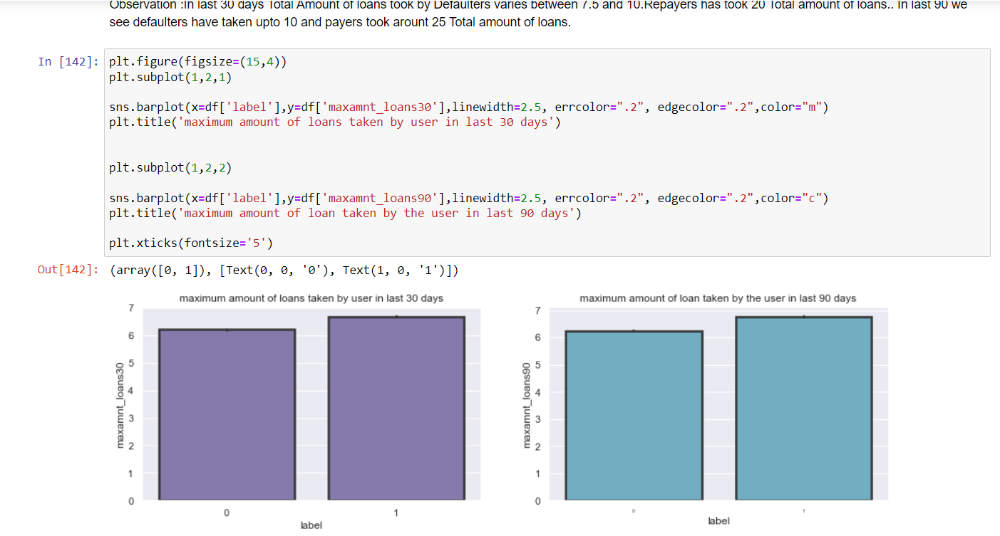 Observation :In last 30 days Total Amount of loans took by Defaulters varies between 7.5 and 10.Repayers has took 20 Total amount of loans.. In last 90 we
see defaulters have taken upto 10 and payers took arount 25 Total amount of loans.
In [142]:
plt.figure(figsize=(15,4))
plt.subplot(1,2,1)
sns.barplot(x=df['label'],y=df['maxamnt_loans30'],linewidth=2.5, errcolor=".2", edgecolor=".2",color="m")
plt.title('maximum amount of loans taken by user in last 30 days')
plt.subplot(1,2,2)
sns.barplot(x=df['label'],y=df['maxamnt_loans90'],linewidth=2.5, errcolor=".2", edgecolor=".2",color="c")
plt.title('maximum amount of loan taken by the user in last 90 days')
plt.xticks(fontsize='5')
Out[142]: (array([0, 1]), [Text(0, 0, '0'), Text(1, 0, '1')])
maximum amount of loans taken by user in last 30 days
7
6
5
4
3
2
1
0
maxamnt_loans30
0 1
label
maximum amount of loan taken by the user in last 90 days
7
6
5
4
3
2
1
0
maxamnt_loans90
0 1
label